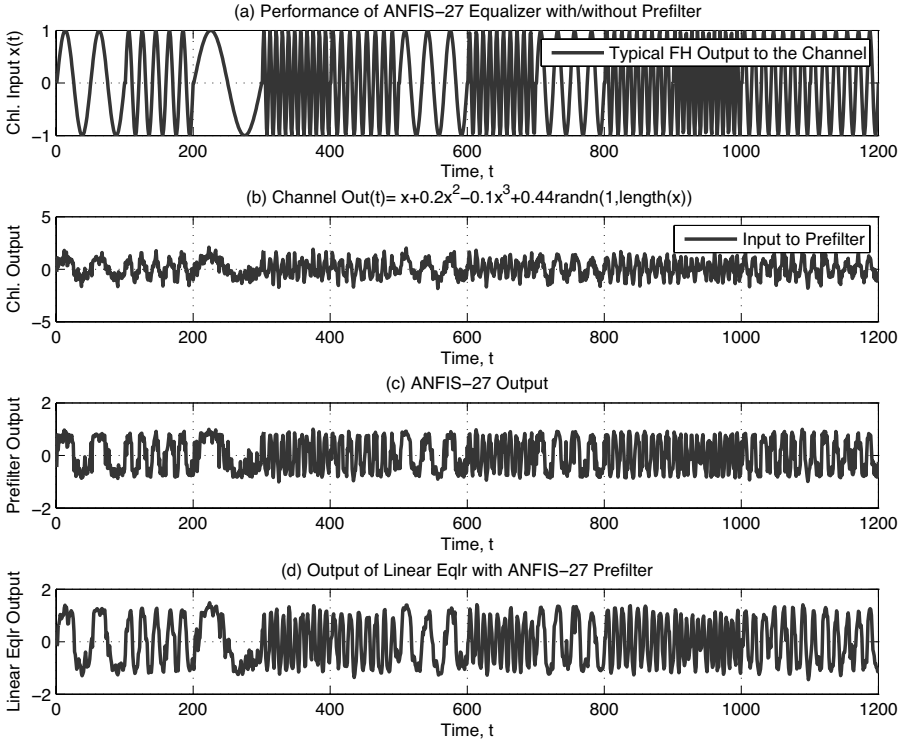 (a) Performance of ANFIS−27 Equalizer with/without Prefilter
Chl. Input x(t)
1
0
−1
Typical FH Output to the Channel
0 200 400 600 800 1000 1200
Time, t
(b) Channel Out(t)= x+0.2x²−0.1x³+0.44randn(1,length(x))
Chl. Output
5
0
−5
Input to Prefilter
0 200 400 600 800 1000 1200
Time, t
(c) ANFIS−27 Output
Prefilter Output
2
0
−2
0 200 400 600 800 1000 1200
Time, t
(d) Output of Linear Eqlr with ANFIS−27 Prefilter
Linear Eqlr Output
2
0
−2
0 200 400 600 800 1000 1200
Time, t